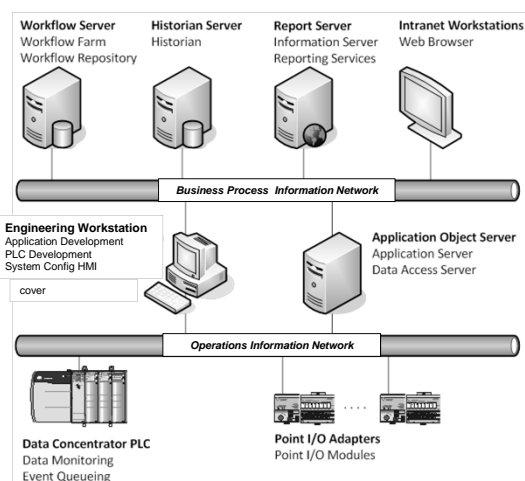 Workflow Server
Workflow Farm
Workflow Repository
Historian Server
Historian
Report Server
Information Server
Reporting Services
Intranet Workstations
Web Browser
Business Process Information Network
Engineering Workstation
Application Development
PLC Development
System Config HMI
cover
Application Object Server
Application Server
Data Access Server
Operations Information Network
Data Concentrator PLC
Data Monitoring
Event Queueing
Point I/O Adapters
Point I/O Modules